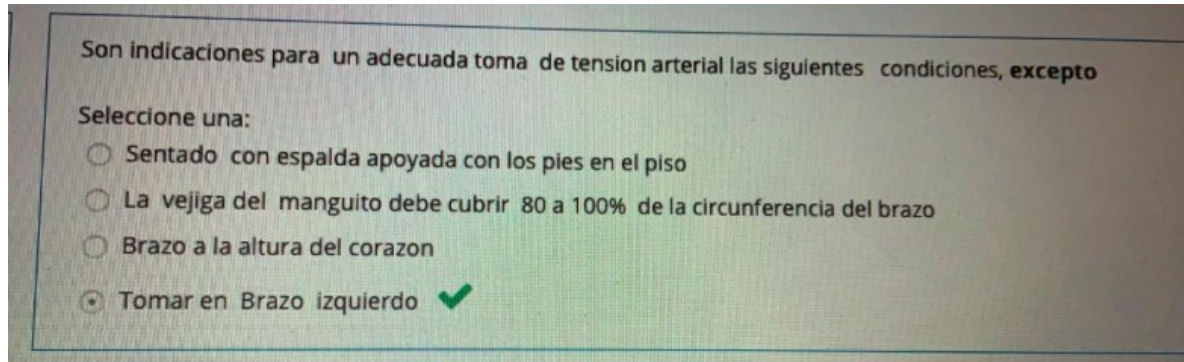 Son indicaciones para un adecuada toma de tension arterial las siguientes condiciones, excepto
Seleccione una:
Sentado con espalda apoyada con los pies en el piso
La vejiga del manguito debe cubrir 80 a 100% de la circunferencia del brazo
Brazo a la altura del corazon
Tomar en Brazo izquierdo